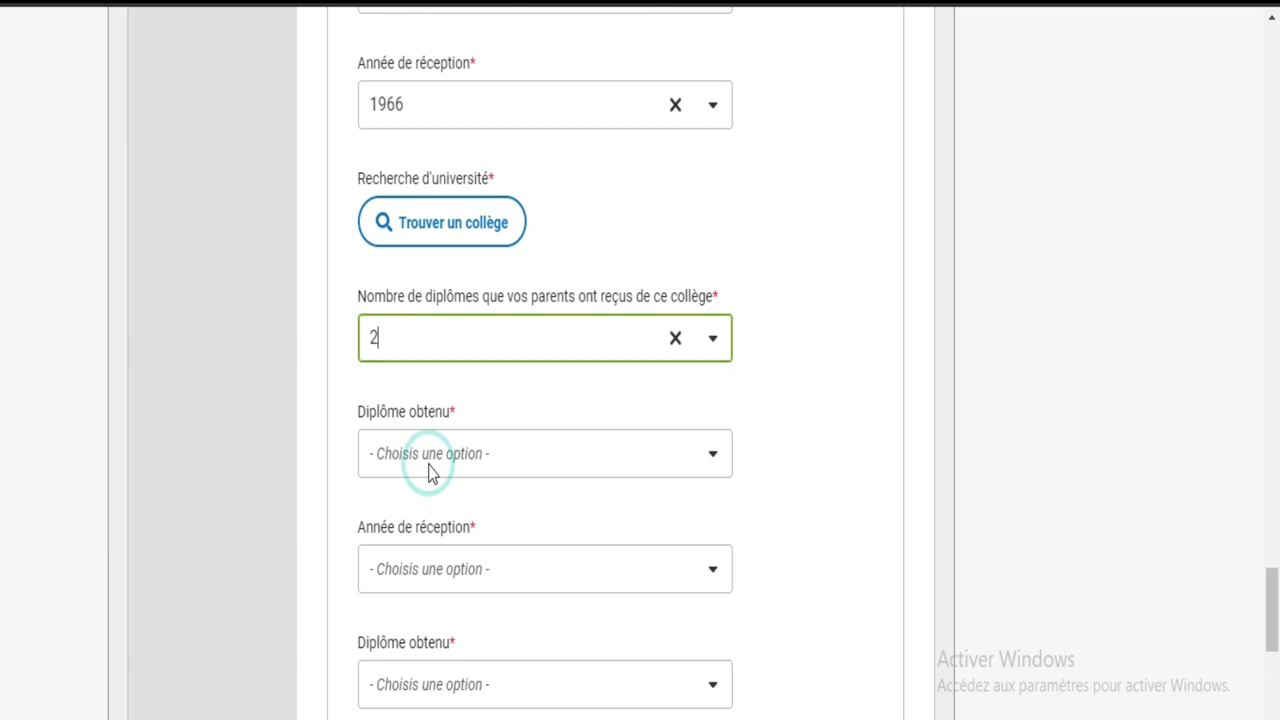 Année de réception*
1966
Recherche d'université*
Trouver un collège
Nombre de diplômes que vos parents ont reçus de ce collège*
2
Diplôme obtenu*
- Choisis une option -
Année de réception*
- Choisis une option -
Diplôme obtenu*
- Choisis une option -
Activer Windows
Accédez aux paramètres pour activer Windows.